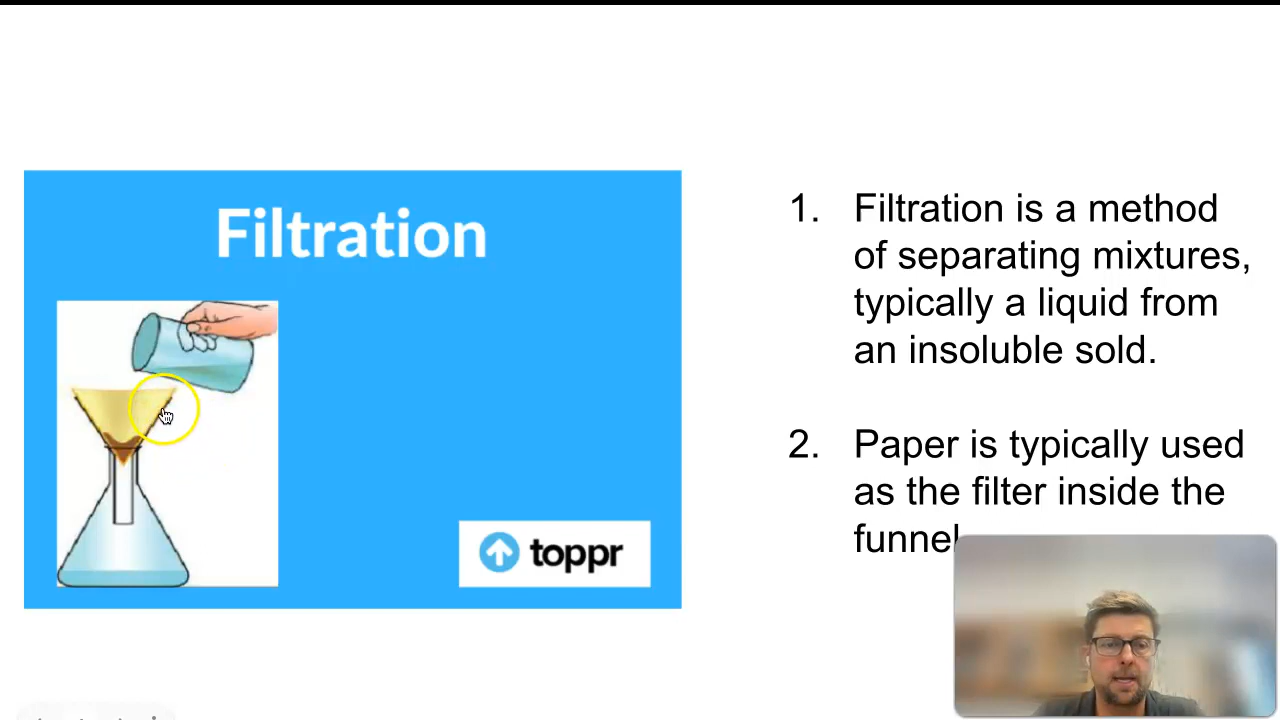 Filtration
toppr
1. Filtration is a method
of separating mixtures,
typically a liquid from
an insoluble sold.
2. Paper is typically used
as the filter inside the
funnel